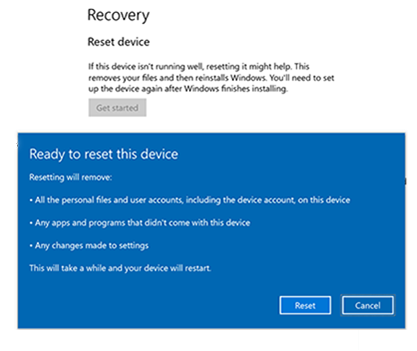 Recovery
Reset device
If this device isn't running well, resetting it might help. This
removes your files and then reinstalls Windows. You'll need to set
up the device again after Windows finishes installing.
Get started
Ready to reset this device
Resetting will remove:
• All the personal files and user accounts, including the device account, on this device
• Any apps and programs that didn't come with this device
• Any changes made to settings
This will take a while and your device will restart.
Reset
Cancel